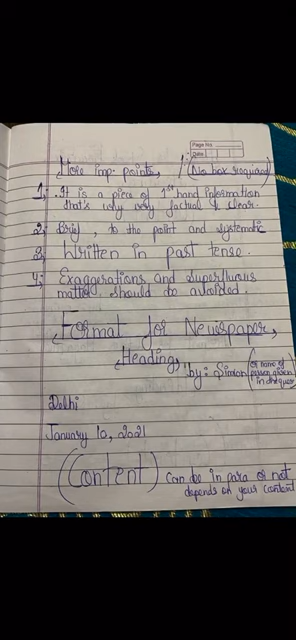 Page No.
Date
More imp. points,
(No box required)
1; It is a piece of 1st hand information
that's why very factual & clear.
2; Brief, to the point and systematic
3; Written in past tense.
4; Exaggerations and superfluous
matter should be avoided.
Format for Newspaper,
Heading,
by: Simran (or name of
person given
in the ques)
Delhi
January 10, 2021
(Content) Can be in para or not
depends on your content